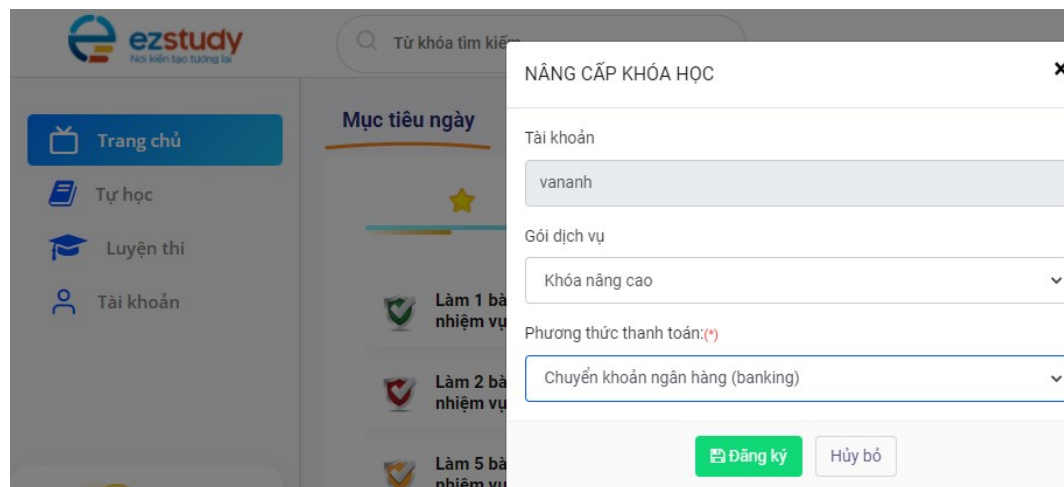 ezstudy
Nơi kiến tạo tương lai
Từ khóa tìm kiếm
Trang chủ
Tự học
Luyện thi
Tài khoản
Mục tiêu ngày
Làm 1 bà
nhiệm vụ
Làm 2 bà
nhiệm vụ
Làm 5 bà
nhiệm vụ
NÂNG CẤP KHÓA HỌC
Tài khoản
vananh
Gói dịch vụ
Khóa nâng cao
Phương thức thanh toán:(*)
Chuyển khoản ngân hàng (banking)
Đăng ký
Hủy bỏ